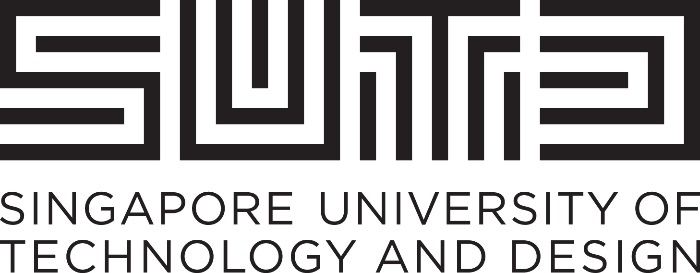 SUTD
SINGAPORE UNIVERSITY OF
TECHNOLOGY AND DESIGN